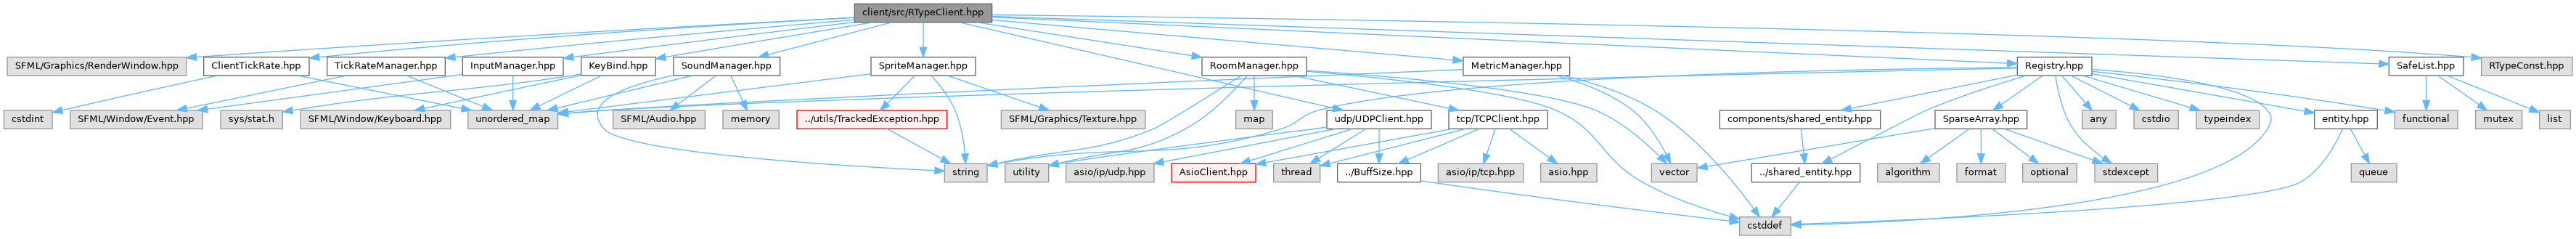 client/src/RTypeClient.hpp
SFML/Graphics/RenderWindow.hpp
ClientTickRate.hpp
TickRateManager.hpp
InputManager.hpp
KeyBind.hpp
SoundManager.hpp
SpriteManager.hpp
RoomManager.hpp
MetricManager.hpp
Registry.hpp
SafeList.hpp
RTypeConst.hpp
cstdint
SFML/Window/Event.hpp
sys/stat.h
SFML/Window/Keyboard.hpp
unordered_map
SFML/Audio.hpp
memory
../utils/TrackedException.hpp
SFML/Graphics/Texture.hpp
map
udp/UDPClient.hpp
tcp/TCPClient.hpp
components/shared_entity.hpp
SparseArray.hpp
any
cstdio
typeindex
entity.hpp
functional
mutex
list
string
utility
asio/ip/udp.hpp
AsioClient.hpp
thread
../BuffSize.hpp
asio/ip/tcp.hpp
asio.hpp
vector
../shared_entity.hpp
algorithm
format
optional
stdexcept
queue
cstddef